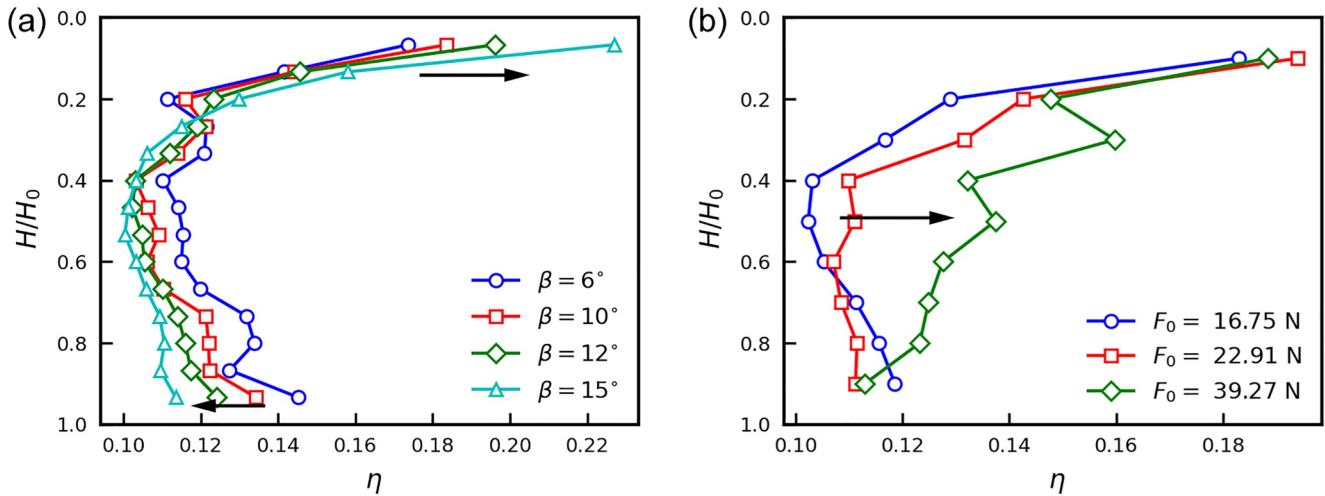 (a)
0.0
0.2
0.4
0.6
0.8
1.0
H/H₀
0.10 0.12 0.14 0.16 0.18 0.20 0.22
η
β = 6°
β = 10°
β = 12°
β = 15°
(b)
0.0
0.2
0.4
0.6
0.8
1.0
H/H₀
0.10 0.12 0.14 0.16 0.18
η
F₀ = 16.75 N
F₀ = 22.91 N
F₀ = 39.27 N